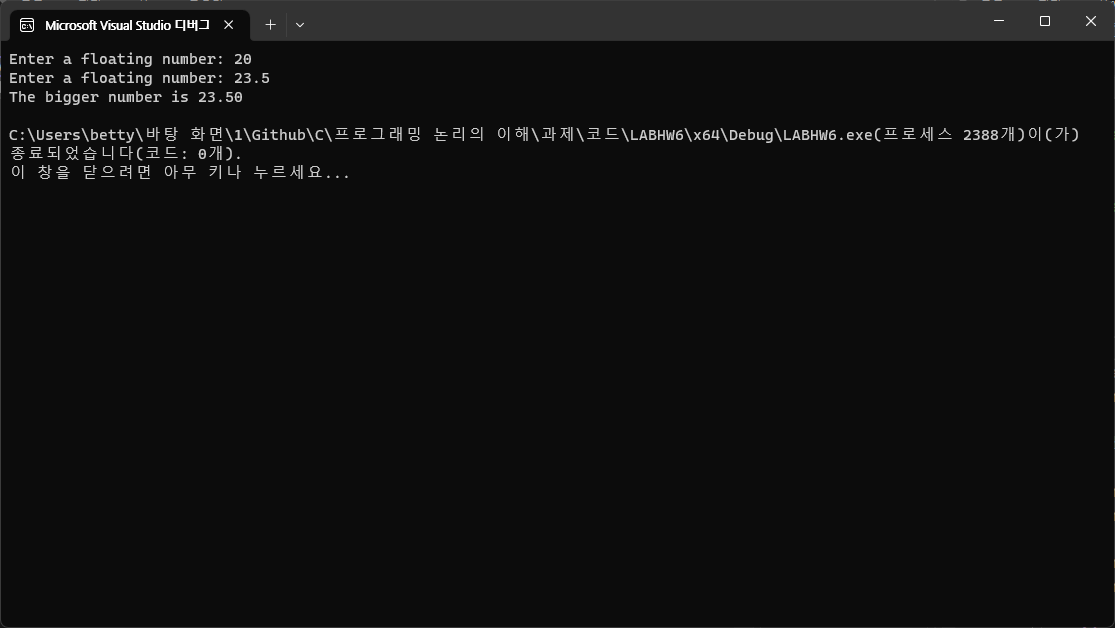 Microsoft Visual Studio 디버그
Enter a floating number: 20
Enter a floating number: 23.5
The bigger number is 23.50
C:\Users\betty\바탕 화면\1\Github\C\프로그래밍 논리의 이해\과제\코드\LABHW6\x64\Debug\LABHW6.exe(프로세스 2388개)이(가)
종료되었습니다(코드: 0개).
이 창을 닫으려면 아무 키나 누르세요...